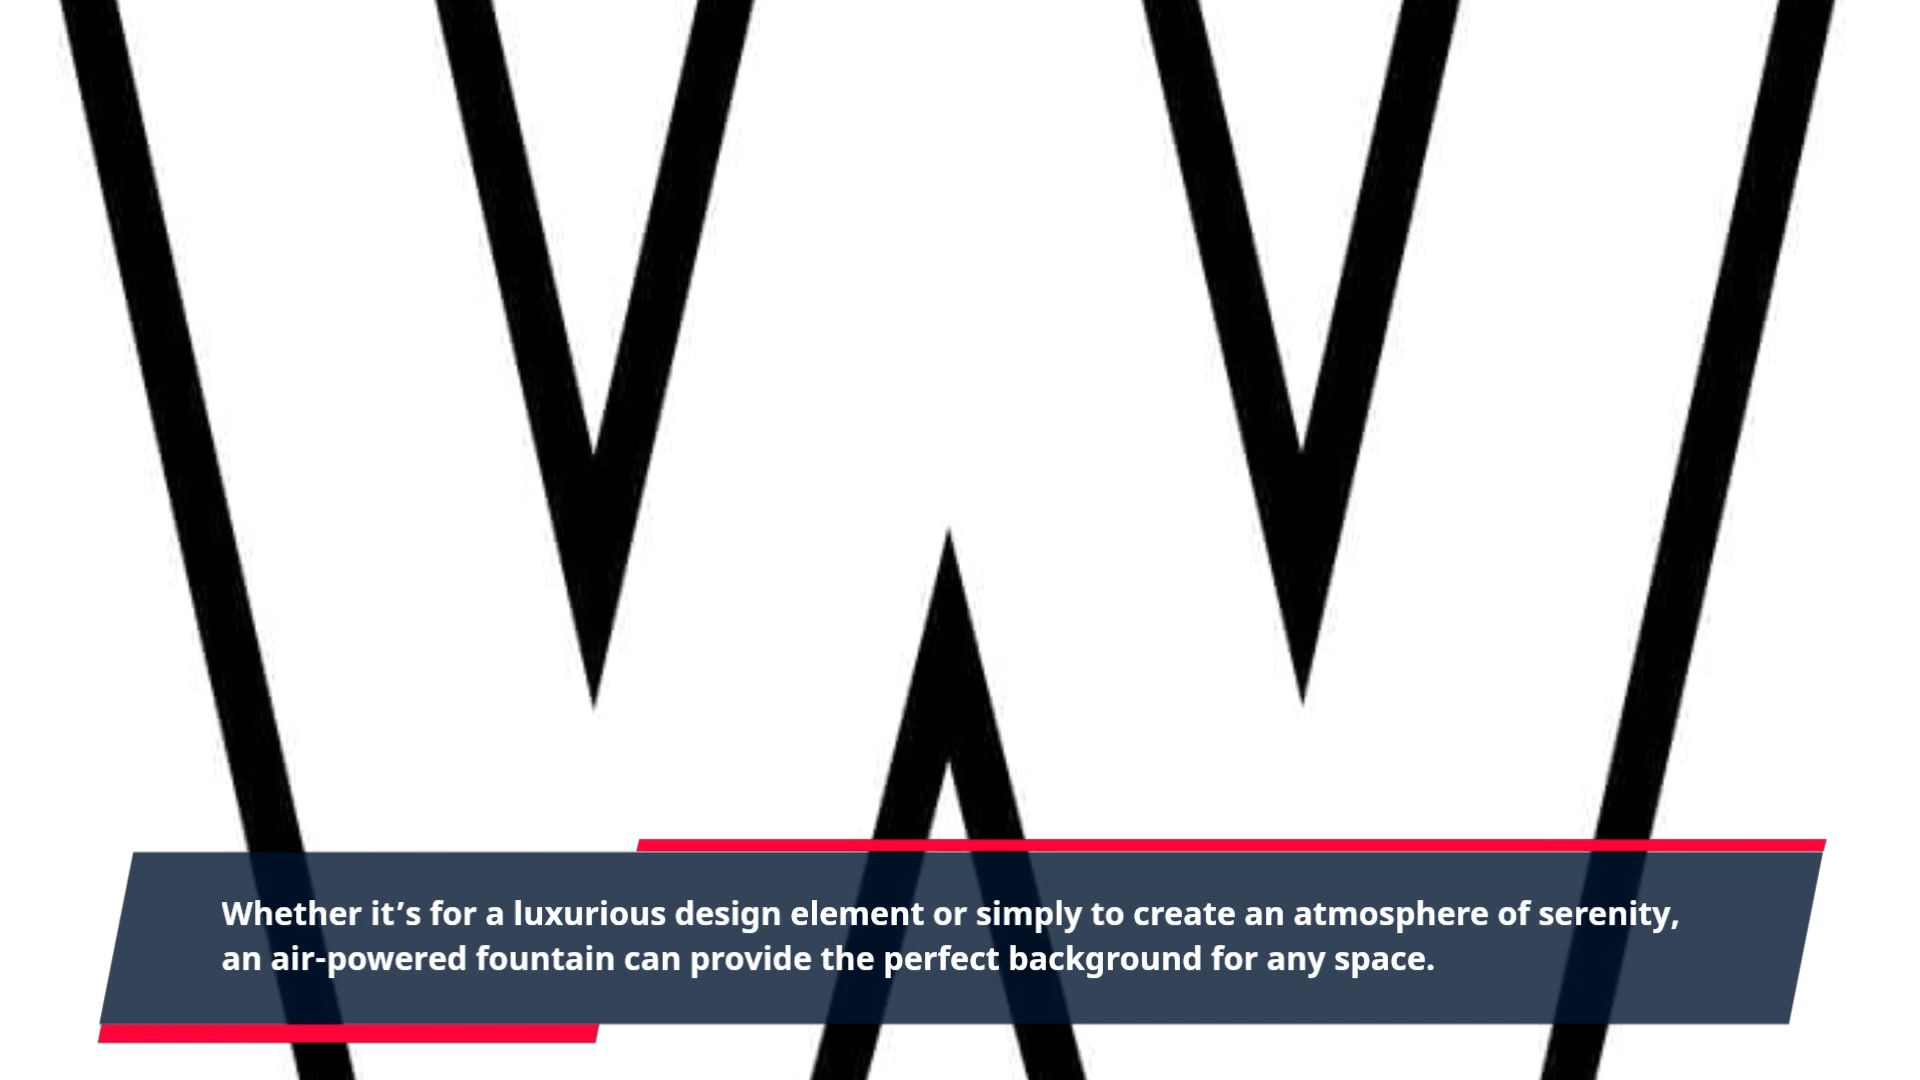 W
Whether it’s for a luxurious design element or simply to create an atmosphere of serenity,
an air-powered fountain can provide the perfect background for any space.